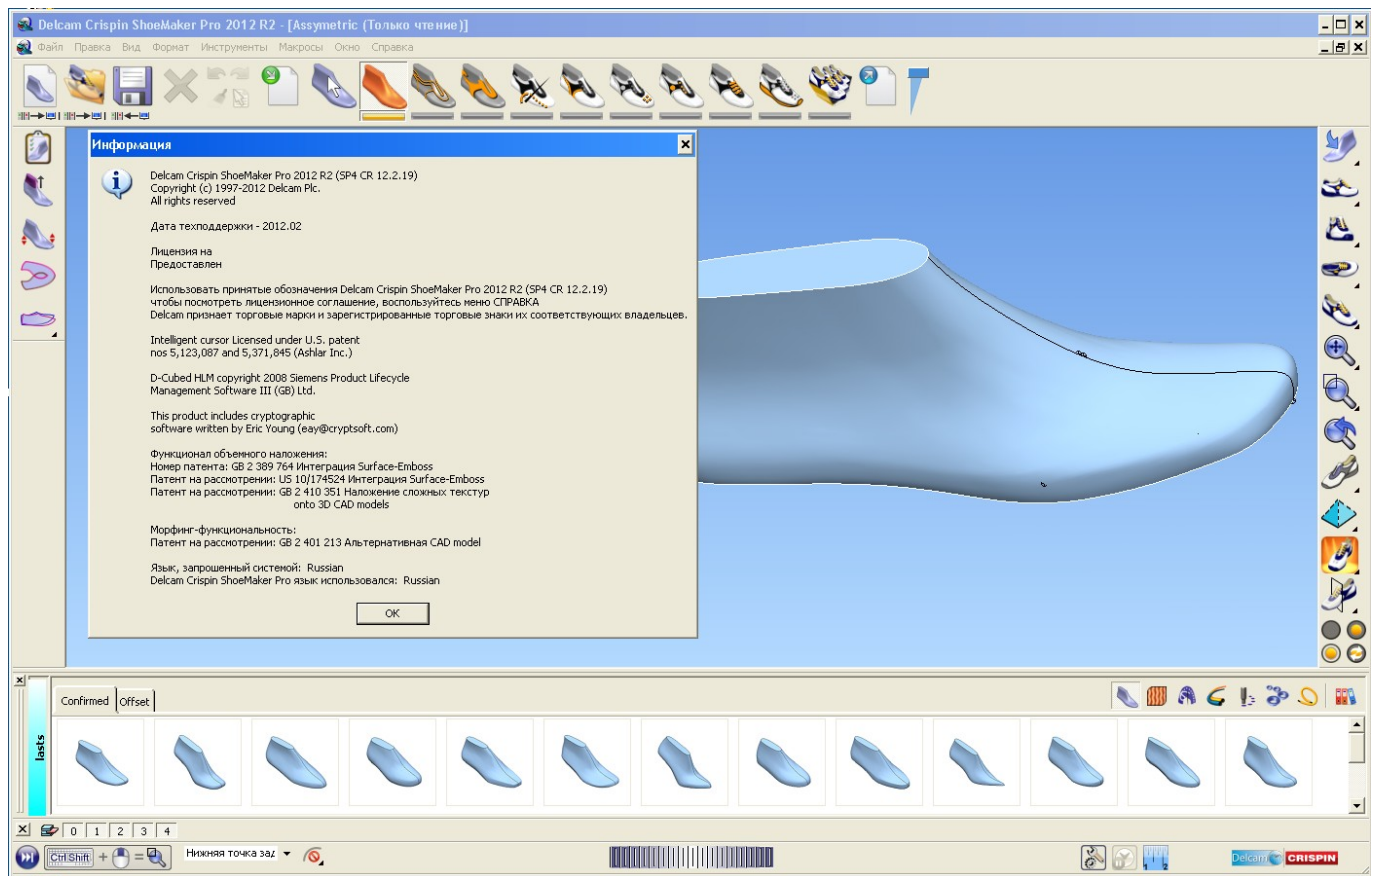 Delcam Crispin ShoeMaker Pro 2012 R2 - [Assymetric (Только чтение)]
Файл Правка Вид Формат Инструменты Макросы Окно Справка
Информация
Delcam Crispin ShoeMaker Pro 2012 R2 (SP4 CR 12.2.19)
Copyright (c) 1997-2012 Delcam Plc.
All rights reserved
Дата техподдержки - 2012.02
Лицензия на
Предоставлен
Использовать принятые обозначения Delcam Crispin ShoeMaker Pro 2012 R2 (SP4 CR 12.2.19)
чтобы посмотреть лицензионное соглашение, воспользуйтесь меню СПРАВКА
Delcam признает торговые марки и зарегистрированные торговые знаки их соответствующих владельцев.
Intelligent cursor Licensed under U.S. patent
nos 5,123,087 and 5,371,845 (Ashlar Inc.)
D-Cubed HLM copyright 2008 Siemens Product Lifecycle
Management Software III (GB) Ltd.
This product includes cryptographic
software written by Eric Young (eay@cryptsoft.com)
Функционал объемного наложения:
Номер патента: GB 2 389 764 Интеграция Surface-Emboss
Патент на рассмотрении: US 10/174524 Интеграция Surface-Emboss
Патент на рассмотрении: GB 2 410 351 Наложение сложных текстур
onto 3D CAD models
Морфинг-функциональность:
Патент на рассмотрении: GB 2 401 213 Альтернативная CAD model
Язык, запрошенный системой: Russian
Delcam Crispin ShoeMaker Pro язык использовался: Russian
OK
Confirmed Offset
lasts
0 1 2 3 4
Ctrl Shift + =
Нижняя точка зад
1 2
Delcam CRISPIN